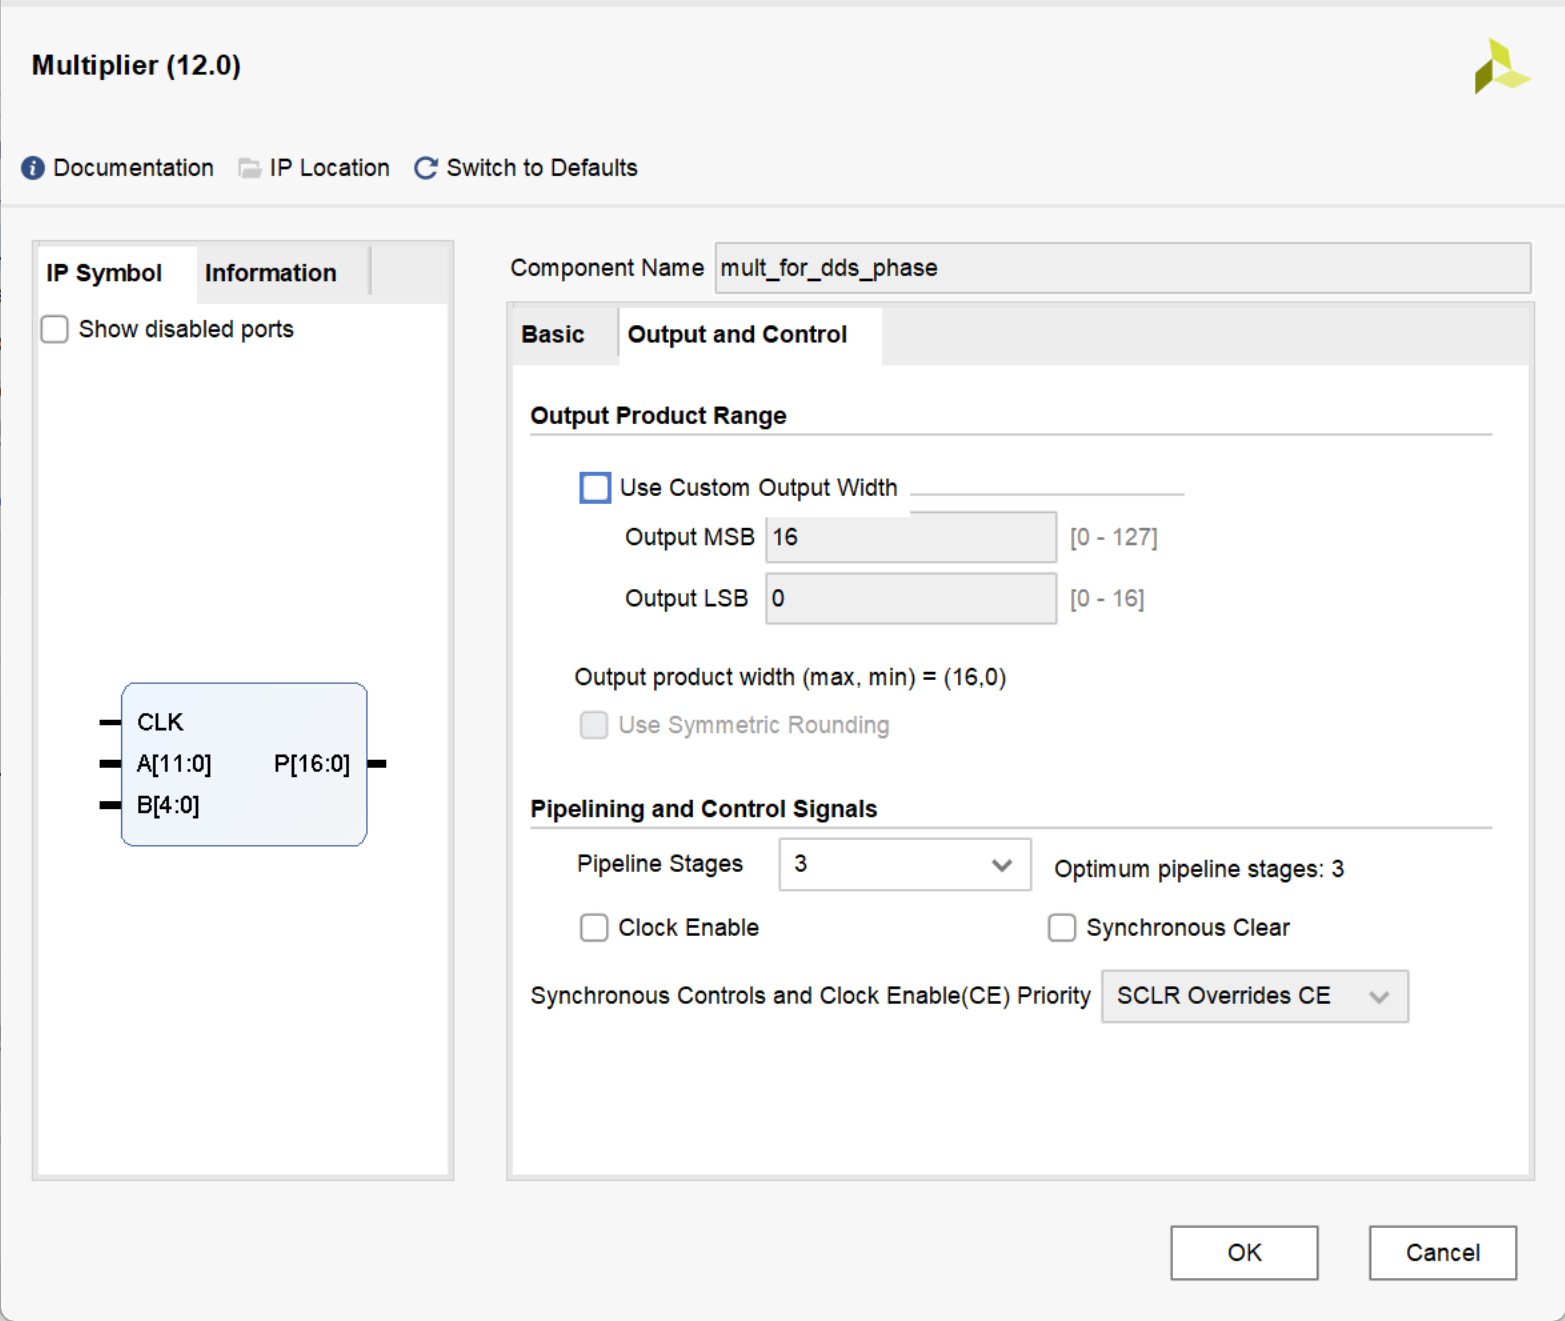 Multiplier (12.0)
Documentation IP Location Switch to Defaults
IP Symbol Information
Show disabled ports
CLK
A[11:0] P[16:0]
B[4:0]
Component Name mult_for_dds_phase
Basic Output and Control
Output Product Range
Use Custom Output Width
Output MSB 16 [0 - 127]
Output LSB 0 [0 - 16]
Output product width (max, min) = (16,0)
Use Symmetric Rounding
Pipelining and Control Signals
Pipeline Stages 3 Optimum pipeline stages: 3
Clock Enable Synchronous Clear
Synchronous Controls and Clock Enable(CE) Priority SCLR Overrides CE
OK Cancel